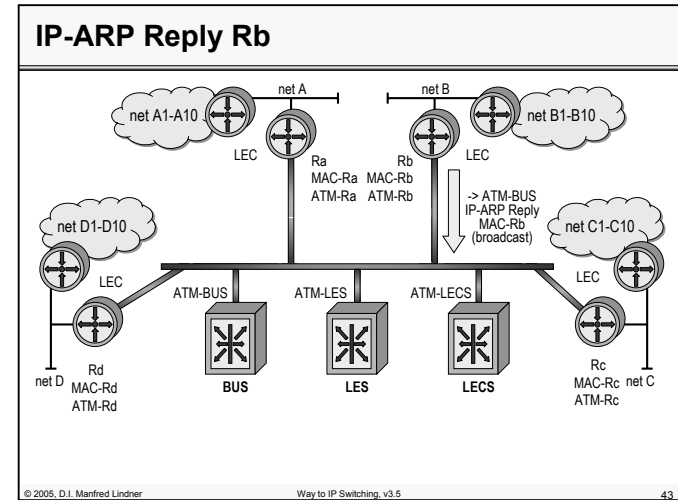 IP-ARP Reply Rb
net A
net B
net A1-A10
net B1-B10
LEC
Ra
MAC-Ra
ATM-Ra
Rb
MAC-Rb
ATM-Rb
LEC
-> ATM-BUS
IP-ARP Reply
MAC-Rb
(broadcast)
net D1-D10
net C1-C10
LEC
LEC
ATM-BUS
ATM-LES
ATM-LECS
net D
Rd
MAC-Rd
ATM-Rd
BUS
LES
LECS
Rc
MAC-Rc
ATM-Rc
net C
© 2005, D.I. Manfred Lindner
Way to IP Switching, v3.5
43